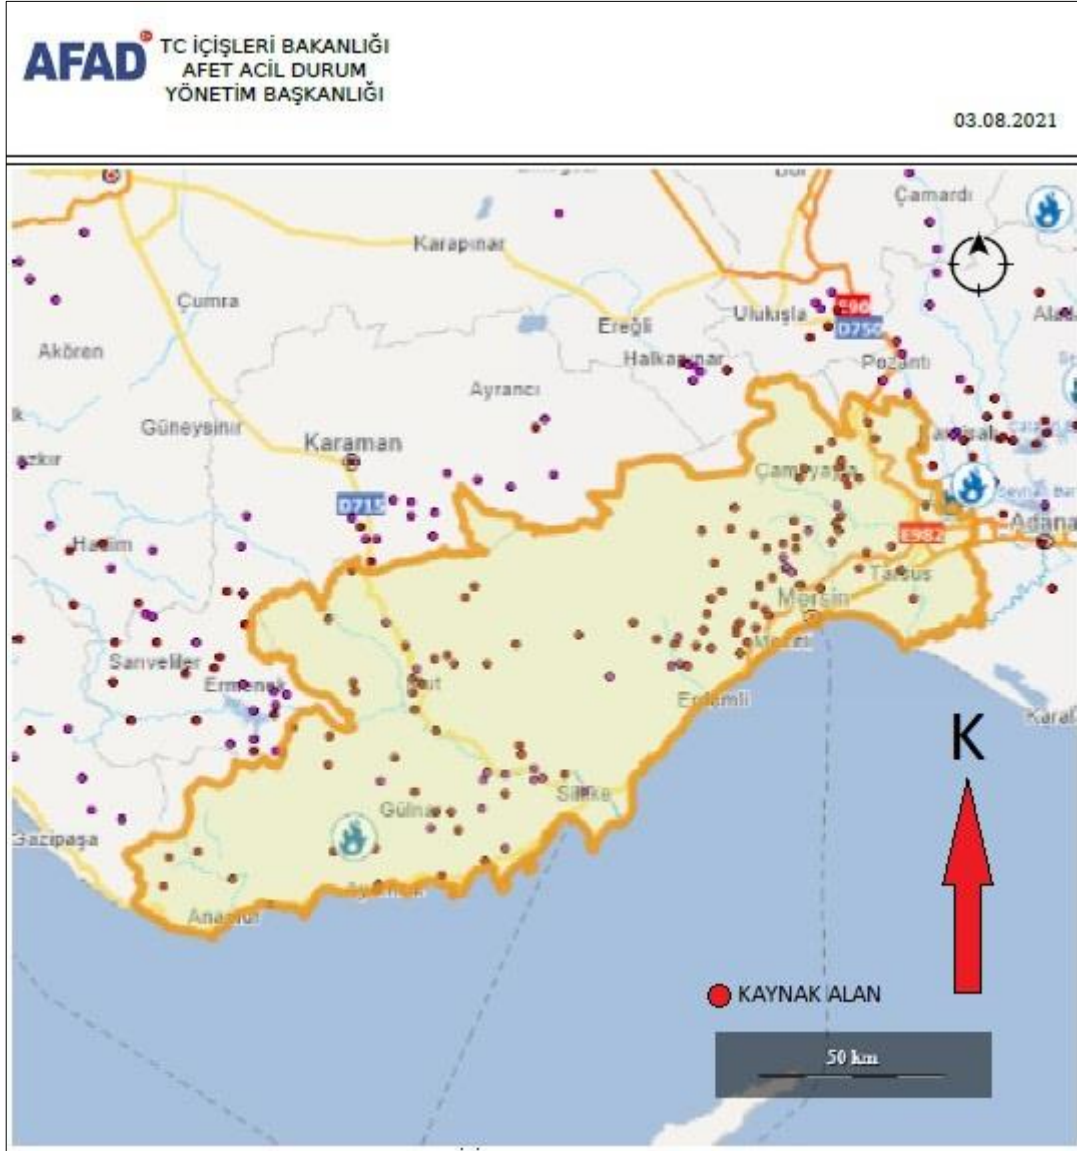 AFAD
TC İÇİŞLERİ BAKANLIĞI
AFET ACİL DURUM
YÖNETİM BAŞKANLIĞI
03.08.2021
Çamardı
Karapınar
Çumra
Ulukışla
E90
D750
Ereğli
Akören
Halkapınar
Pozantı
Ayrancı
Güneysınır
Karaman
Çamlıyayla
D715
Adana
Hadim
E982
Tarsus
Mersin
Mezitli
Sarıveliler
Ermenek
Mut
Erdemli
K
Silifke
Gülnar
Gazipaşa
Aydıncık
Anamur
KAYNAK ALAN
50 km